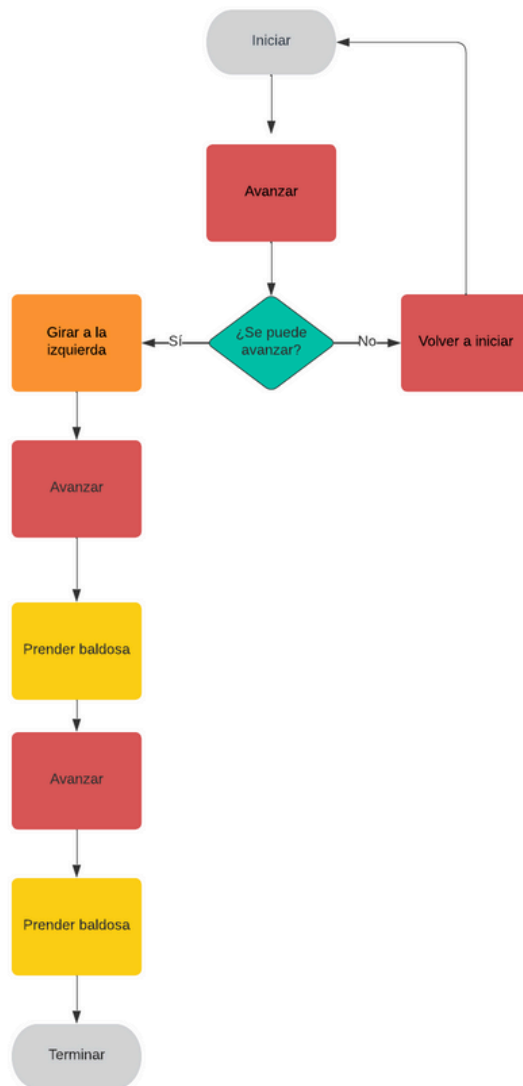 Iniciar
Avanzar
¿Se puede
avanzar?
Sí
No
Girar a la
izquierda
Volver a iniciar
Avanzar
Prender baldosa
Avanzar
Prender baldosa
Terminar